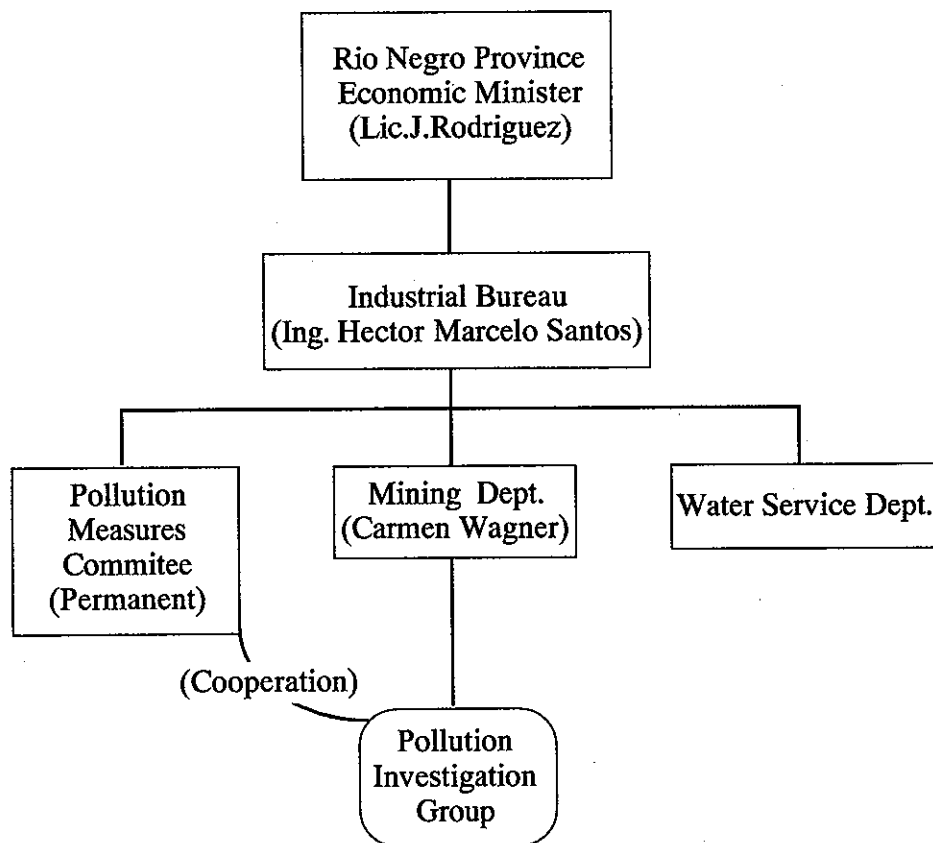 Rio Negro Province
Economic Minister
(Lic.J.Rodriguez)
Industrial Bureau
(Ing. Hector Marcelo Santos)
Pollution
Measures
Commitee
(Permanent)
Mining Dept.
(Carmen Wagner)
Water Service Dept.
(Cooperation)
Pollution
Investigation
Group